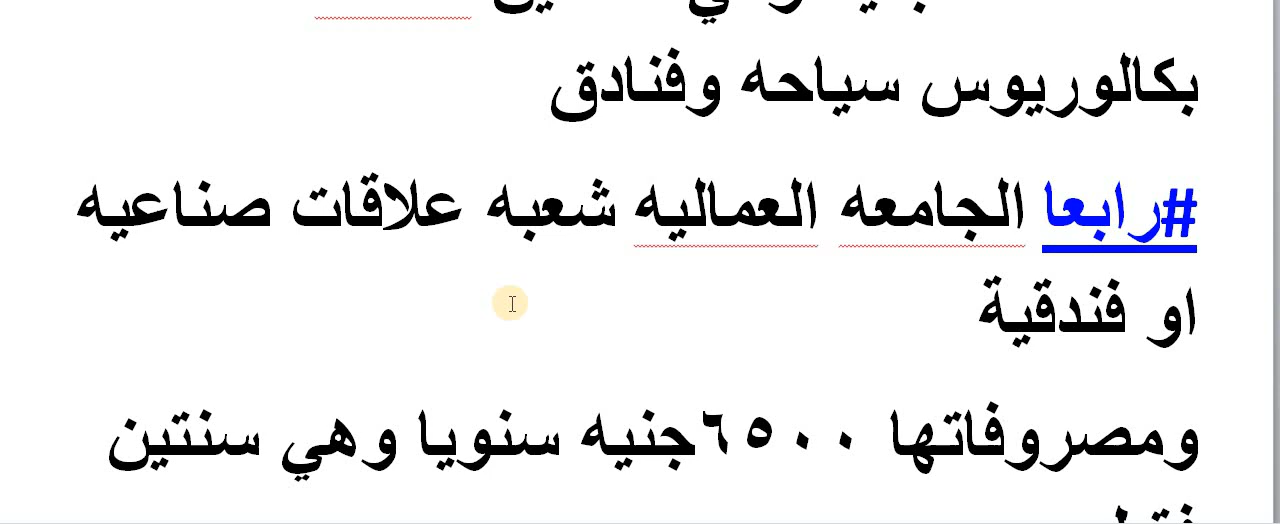 بكالوريوس سياحه وفنادق
#رابعا الجامعه العماليه شعبه علاقات صناعيه
او فندقية
ومصروفاتها ٦٥٠٠جنيه سنويا وهي سنتين